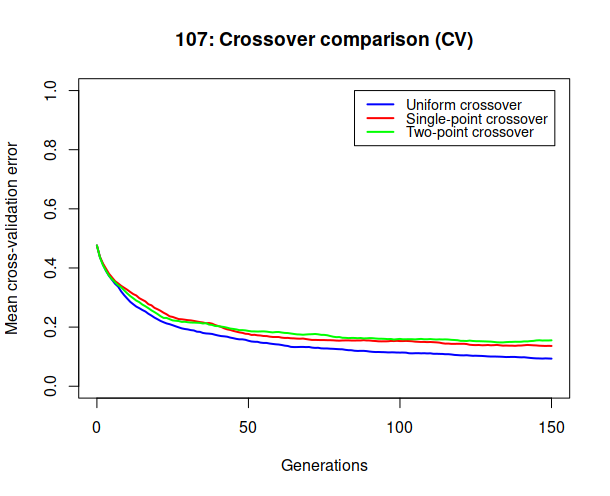 107: Crossover comparison (CV)
Uniform crossover
Single-point crossover
Two-point crossover
Mean cross-validation error
1.0
0.8
0.6
0.4
0.2
0.0
0 50 100 150
Generations